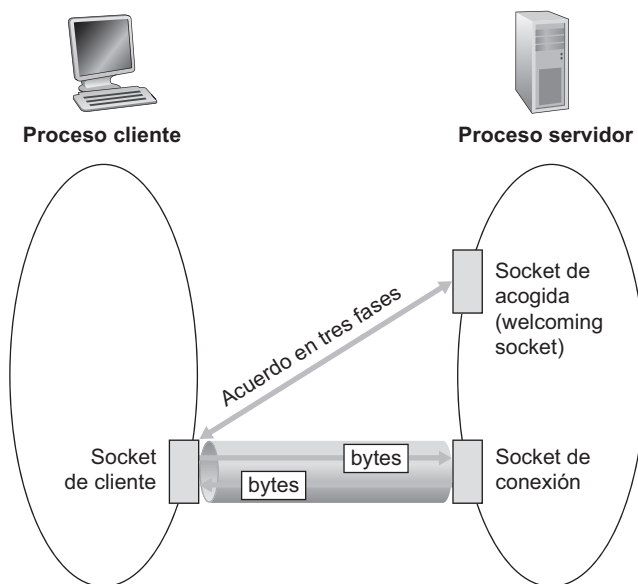 Proceso cliente
Proceso servidor
Socket de
acogida
(welcoming
socket)
Acuerdo en tres fases
Socket
de cliente
bytes
bytes
Socket de
conexión